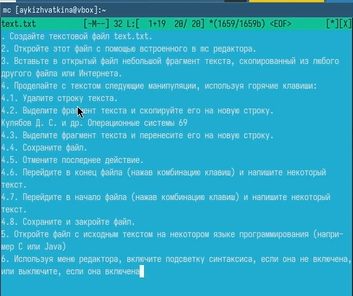 mc [aykizhvatkina@vbox]:~
text.txt [-M--] 32 L:[ 1+19 20/ 20] *(1659/1659b) <EOF> [*][X]
. Создайте текстовой файл text.txt.
2. Откройте этот файл с помощью встроенного в mc редактора.
3. Вставьте в открытый файл небольшой фрагмент текста, скопированный из любого
другого файла или Интернета.
4. Проделайте с текстом следующие манипуляции, используя горячие клавиши:
4.1. Удалите строку текста.
4.2. Выделите фрагмент текста и скопируйте его на новую строку.
Кулябов Д. С. и др. Операционные системы 69
4.3. Выделите фрагмент текста и перенесите его на новую строку.
4.4. Сохраните файл.
4.5. Отмените последнее действие.
4.6. Перейдите в конец файла (нажав комбинацию клавиш) и напишите некоторый
текст.
4.7. Перейдите в начало файла (нажав комбинацию клавиш) и напишите некоторый
текст.
4.8. Сохраните и закройте файл.
5. Откройте файл с исходным текстом на некотором языке программирования (напри-
мер C или Java)
6. Используя меню редактора, включите подсветку синтаксиса, если она не включена,
или выключите, если она включена